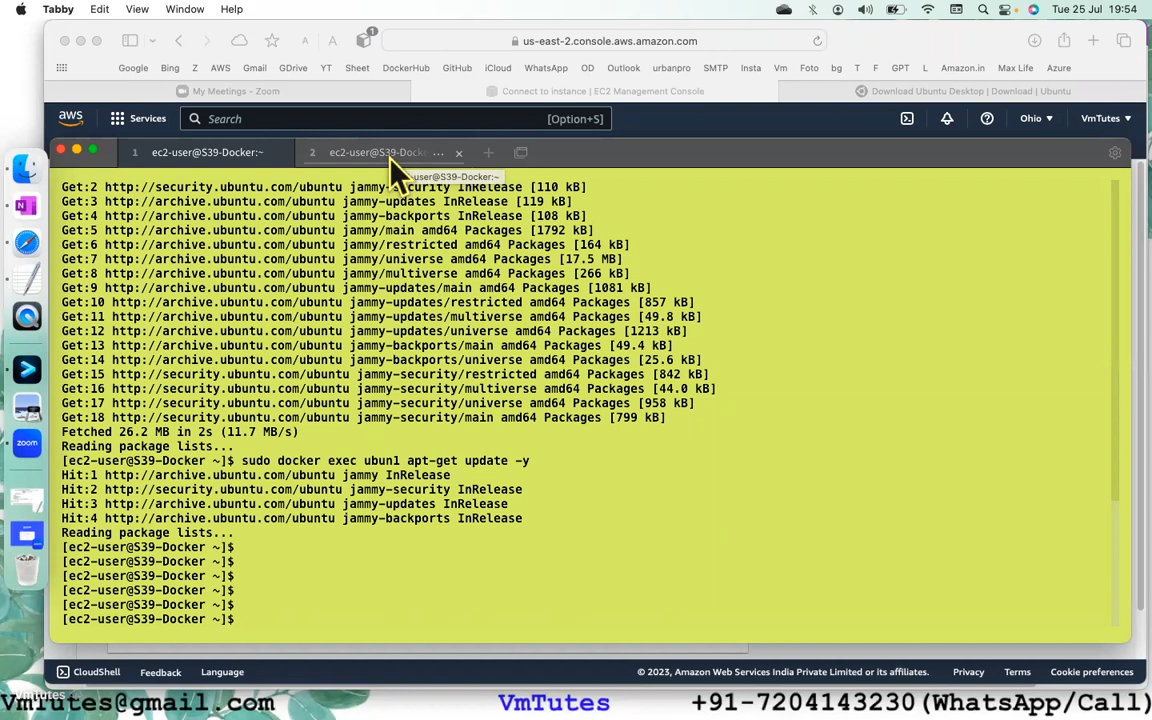 Tabby Edit View Window Help Tue 25 Jul 19:54
A A 1 us-east-2.console.aws.amazon.com
Google Bing Z AWS Gmail GDrive YT Sheet DockerHub GitHub iCloud WhatsApp OD Outlook urbanpro SMTP Insta Vm Foto bg T F GPT L Amazon.in Max Life Azure
My Meetings - Zoom Connect to instance | EC2 Management Console Download Ubuntu Desktop | Download | Ubuntu
aws Services Search [Option+S] Ohio VmTutes
1 ec2-user@S39-Docker:~ 2 ec2-user@S39-Docke ...
-user@S39-Docker:~
Get:2 http://security.ubuntu.com/ubuntu jammy-security InRelease [110 kB]
Get:3 http://archive.ubuntu.com/ubuntu jammy-updates InRelease [119 kB]
Get:4 http://archive.ubuntu.com/ubuntu jammy-backports InRelease [108 kB]
Get:5 http://archive.ubuntu.com/ubuntu jammy/main amd64 Packages [1792 kB]
Get:6 http://archive.ubuntu.com/ubuntu jammy/restricted amd64 Packages [164 kB]
Get:7 http://archive.ubuntu.com/ubuntu jammy/universe amd64 Packages [17.5 MB]
Get:8 http://archive.ubuntu.com/ubuntu jammy/multiverse amd64 Packages [266 kB]
Get:9 http://archive.ubuntu.com/ubuntu jammy-updates/main amd64 Packages [1081 kB]
Get:10 http://archive.ubuntu.com/ubuntu jammy-updates/restricted amd64 Packages [857 kB]
Get:11 http://archive.ubuntu.com/ubuntu jammy-updates/multiverse amd64 Packages [49.8 kB]
Get:12 http://archive.ubuntu.com/ubuntu jammy-updates/universe amd64 Packages [1213 kB]
Get:13 http://archive.ubuntu.com/ubuntu jammy-backports/main amd64 Packages [49.4 kB]
Get:14 http://archive.ubuntu.com/ubuntu jammy-backports/universe amd64 Packages [25.6 kB]
Get:15 http://security.ubuntu.com/ubuntu jammy-security/restricted amd64 Packages [842 kB]
Get:16 http://security.ubuntu.com/ubuntu jammy-security/multiverse amd64 Packages [44.0 kB]
Get:17 http://security.ubuntu.com/ubuntu jammy-security/universe amd64 Packages [958 kB]
Get:18 http://security.ubuntu.com/ubuntu jammy-security/main amd64 Packages [799 kB]
Fetched 26.2 MB in 2s (11.7 MB/s)
Reading package lists...
[ec2-user@S39-Docker ~]$ sudo docker exec ubun1 apt-get update -y
Hit:1 http://archive.ubuntu.com/ubuntu jammy InRelease
Hit:2 http://security.ubuntu.com/ubuntu jammy-security InRelease
Hit:3 http://archive.ubuntu.com/ubuntu jammy-updates InRelease
Hit:4 http://archive.ubuntu.com/ubuntu jammy-backports InRelease
Reading package lists...
[ec2-user@S39-Docker ~]$
[ec2-user@S39-Docker ~]$
[ec2-user@S39-Docker ~]$
[ec2-user@S39-Docker ~]$
[ec2-user@S39-Docker ~]$
[ec2-user@S39-Docker ~]$
zoom
CloudShell Feedback Language © 2023, Amazon Web Services India Private Limited or its affiliates. Privacy Terms Cookie preferences
VmTutes@gmail.com VmTutes +91-7204143230(WhatsApp/Call)